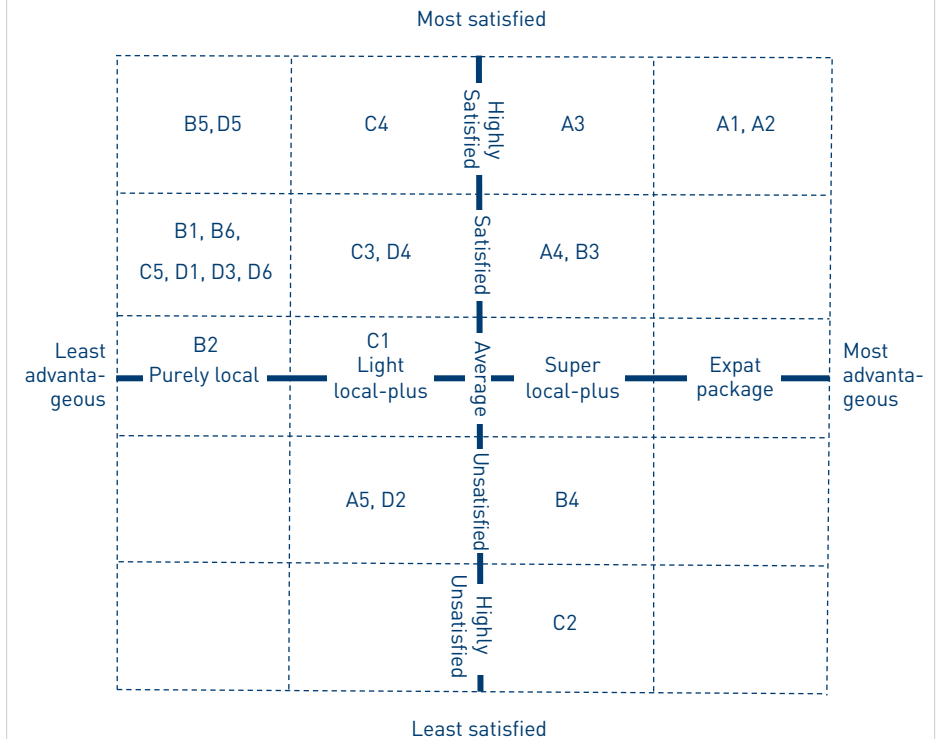 Most satisfied
B5, D5
C4
Highly
Satisfied
A3
A1, A2
B1, B6,
C5, D1, D3, D6
C3, D4
Satisfied
A4, B3
Least
advanta-
geous
B2
Purely local
C1
Light
local-plus
Average
Super
local-plus
Expat
package
Most
advanta-
geous
A5, D2
Unsatisfied
B4
Highly
Unsatisfied
C2
Least satisfied